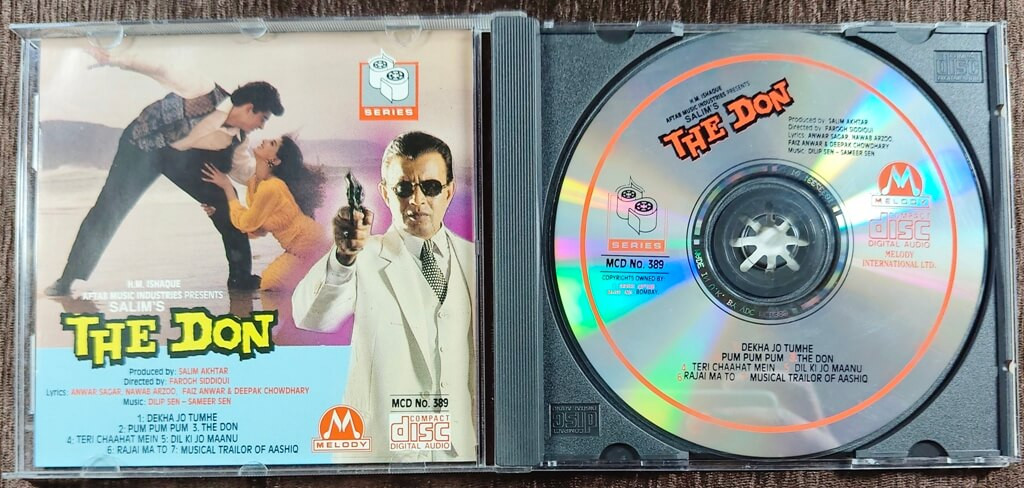 SERIES
H.M. ISHAQUE
AFTAB MUSIC INDUSTRIES PRESENTS
SALIM'S
THE DON
Produced by: SALIM AKHTAR
Directed by: FAROGH SIDDIOUI
Lyrics: ANWAR SAGAR, NAWAB ARZOO, FAIZ ANWAR & DEEPAK CHOWDHARY
Music: DILIP SEN - SAMEER SEN
1: DEKHA JO TUMHE
2: PUM PUM PUM 3. THE DON
4: TERI CHAAHAT MEIN 5: DIL KI JO MAANU
6: RAJAI MA TO 7: MUSICAL TRAILOR OF AASHIQ
MELODY
MCD No. 389
COMPACT
disc
DIGITAL AUDIO
H.M. ISHAQUE
AFTAB MUSIC INDUSTRIES PRESENTS
SALIM'S
THE DON
Produced by: SALIM AKHTAR
Directed by: FAROGH SIDDIOUI
Lyrics: ANWAR SAGAR, NAWAB ARZOO
FAIZ ANWAR & DEEPAK CHOWDHARY
Music: DILIP SEN - SAMEER SEN
SERIES
MCD No. 389
COPYRIGHTS OWNED BY:
BOMBAY
MELODY
COMPACT
disc
DIGITAL AUDIO
MELODY
INTERNATIONAL LTD.
DEKHA JO TUMHE
PUM PUM PUM THE DON
TERI CHAAHAT MEIN DIL KI JO MAANU
RAJAI MA TO MUSICAL TRAILOR OF AASHIQ
disc
disc